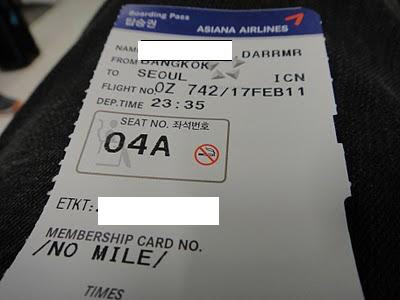 Boarding Pass
탑승권
ASIANA AIRLINES
NAME DARRMR
FROM BANGKOK
TO SEOUL ICN
FLIGHT NO. OZ 742/17FEB11
DEP.TIME 23:35
SEAT NO. 좌석번호
04A
ETKT:
MEMBERSHIP CARD NO.
/NO MILE/
TIMES